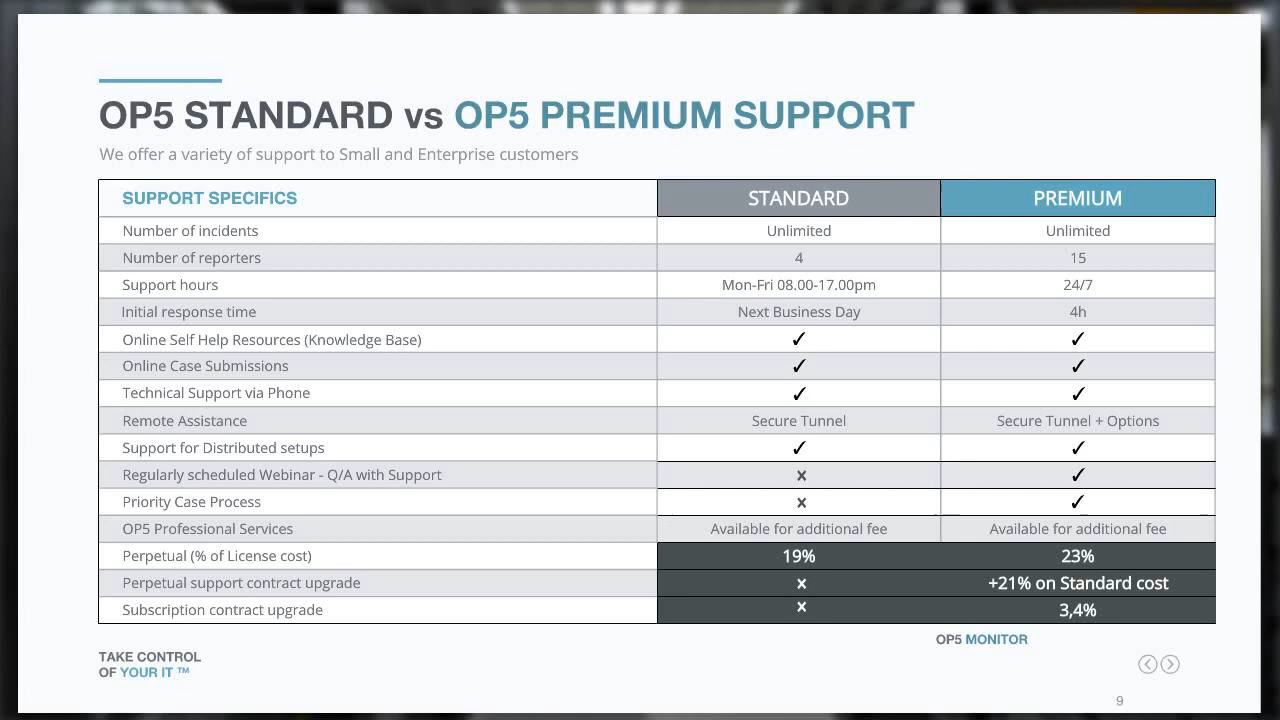 OP5 STANDARD vs OP5 PREMIUM SUPPORT
We offer a variety of support to Small and Enterprise customers
SUPPORT SPECIFICS STANDARD PREMIUM
Number of incidents Unlimited Unlimited
Number of reporters 4 15
Support hours Mon-Fri 08.00-17.00pm 24/7
Initial response time Next Business Day 4h
Online Self Help Resources (Knowledge Base) ✓ ✓
Online Case Submissions ✓ ✓
Technical Support via Phone ✓ ✓
Remote Assistance Secure Tunnel Secure Tunnel + Options
Support for Distributed setups ✓ ✓
Regularly scheduled Webinar - Q/A with Support x ✓
Priority Case Process x ✓
OP5 Professional Services Available for additional fee Available for additional fee
Perpetual (% of License cost) 19% 23%
Perpetual support contract upgrade x +21% on Standard cost
Subscription contract upgrade x 3,4%
OP5 MONITOR
TAKE CONTROL
OF YOUR IT ™
9